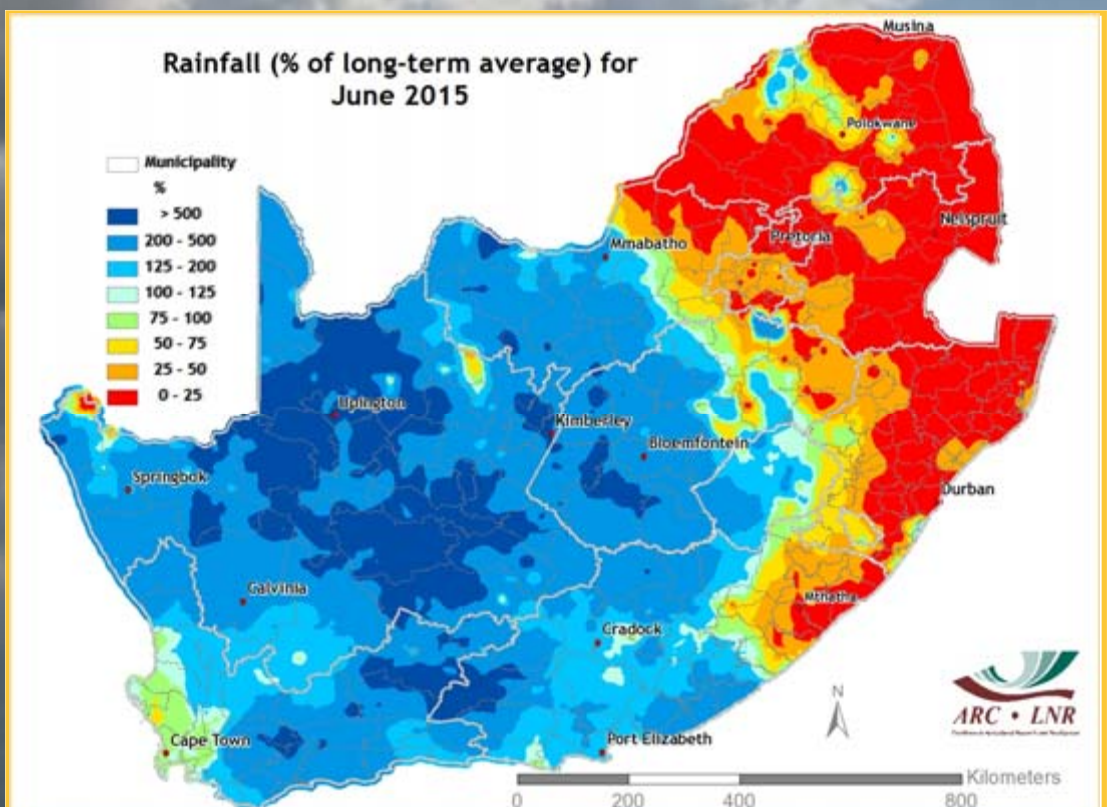 Rainfall (% of long-term average) for
June 2015
Municipality
%
> 500
200 - 500
125 - 200
100 - 125
75 - 100
50 - 75
25 - 50
0 - 25
Musina
Polokwane
Nelspruit
Pretoria
Mmabatho
Upington
Kimberley
Bloemfontein
Springbok
Durban
Calvinia
Mthatha
Cradock
N
ARC • LNR
Cape Town
Port Elizabeth
Kilometers
0 200 400 800